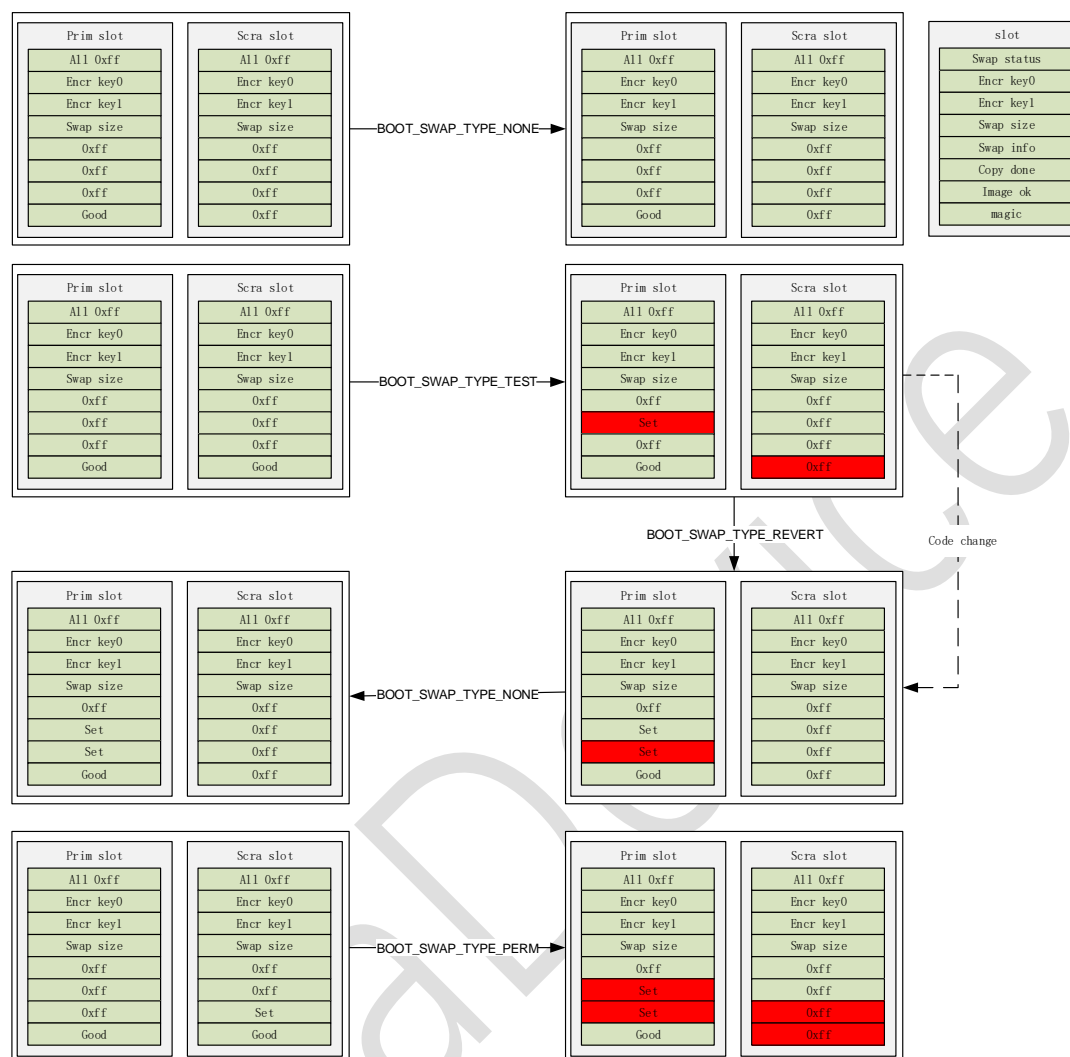 Prim slot
All 0xff
Encr key0
Encr key1
Swap size
0xff
0xff
0xff
Good
Scra slot
All 0xff
Encr key0
Encr key1
Swap size
0xff
0xff
0xff
0xff
BOOT_SWAP_TYPE_NONE
Prim slot
All 0xff
Encr key0
Encr key1
Swap size
0xff
0xff
0xff
Good
Scra slot
All 0xff
Encr key0
Encr key1
Swap size
0xff
0xff
0xff
0xff
slot
Swap status
Encr key0
Encr key1
Swap size
Swap info
Copy done
Image ok
magic
Prim slot
All 0xff
Encr key0
Encr key1
Swap size
0xff
0xff
0xff
Good
Scra slot
All 0xff
Encr key0
Encr key1
Swap size
0xff
0xff
0xff
Good
BOOT_SWAP_TYPE_TEST
Prim slot
All 0xff
Encr key0
Encr key1
Swap size
0xff
Set
0xff
Good
Scra slot
All 0xff
Encr key0
Encr key1
Swap size
0xff
0xff
0xff
0xff
BOOT_SWAP_TYPE_REVERT
Code change
Prim slot
All 0xff
Encr key0
Encr key1
Swap size
0xff
Set
Set
Good
Scra slot
All 0xff
Encr key0
Encr key1
Swap size
0xff
0xff
0xff
0xff
BOOT_SWAP_TYPE_NONE
Prim slot
All 0xff
Encr key0
Encr key1
Swap size
0xff
Set
Set
Good
Scra slot
All 0xff
Encr key0
Encr key1
Swap size
0xff
0xff
0xff
0xff
Prim slot
All 0xff
Encr key0
Encr key1
Swap size
0xff
0xff
0xff
Good
Scra slot
All 0xff
Encr key0
Encr key1
Swap size
0xff
0xff
Set
Good
BOOT_SWAP_TYPE_PERM
Prim slot
All 0xff
Encr key0
Encr key1
Swap size
0xff
Set
Set
Good
Scra slot
All 0xff
Encr key0
Encr key1
Swap size
0xff
0xff
0xff
0xff